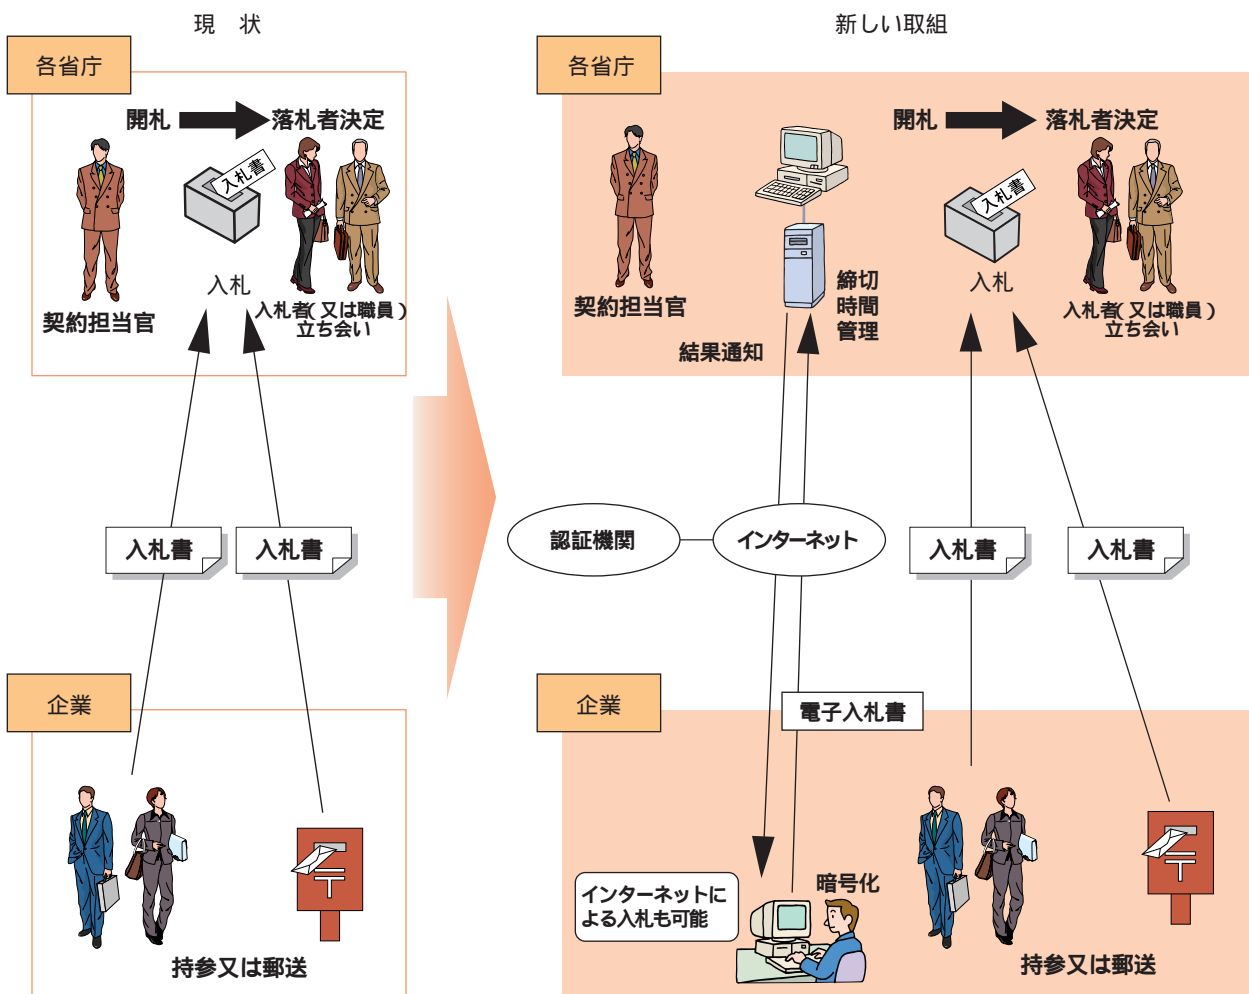 現　状
各省庁
開札
落札者決定
入札書
入札
契約担当官
入札者(又は職員)
立ち会い
入札書
入札書
企業
持参又は郵送
新しい取組
各省庁
開札
落札者決定
入札書
締切
時間
管理
入札
契約担当官
入札者(又は職員)
立ち会い
結果通知
認証機関
インターネット
入札書
入札書
企業
電子入札書
インターネットに
よる入札も可能
暗号化
持参又は郵送